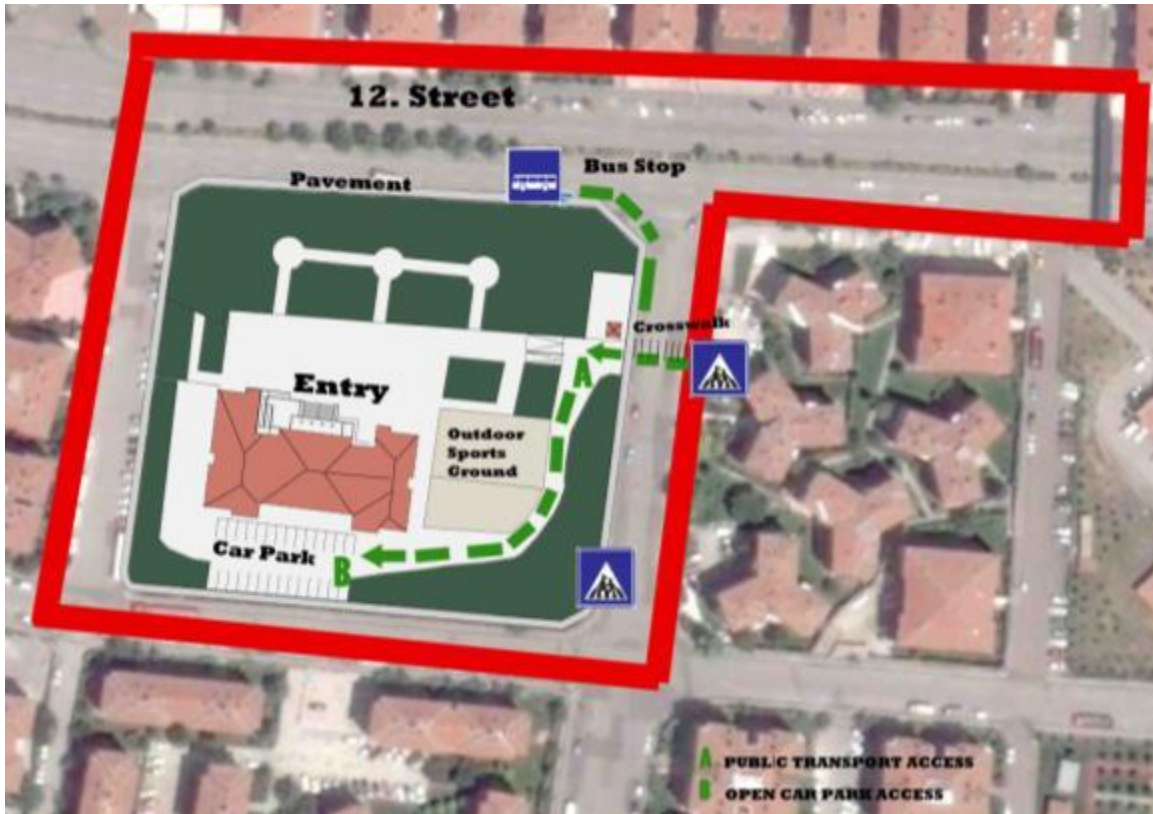 12. Street
Bus Stop
Pavement
Crosswalk
A
Entry
Outdoor
Sports
Ground
Car Park
B
A PUBLIC TRANSPORT ACCESS
B OPEN CAR PARK ACCESS